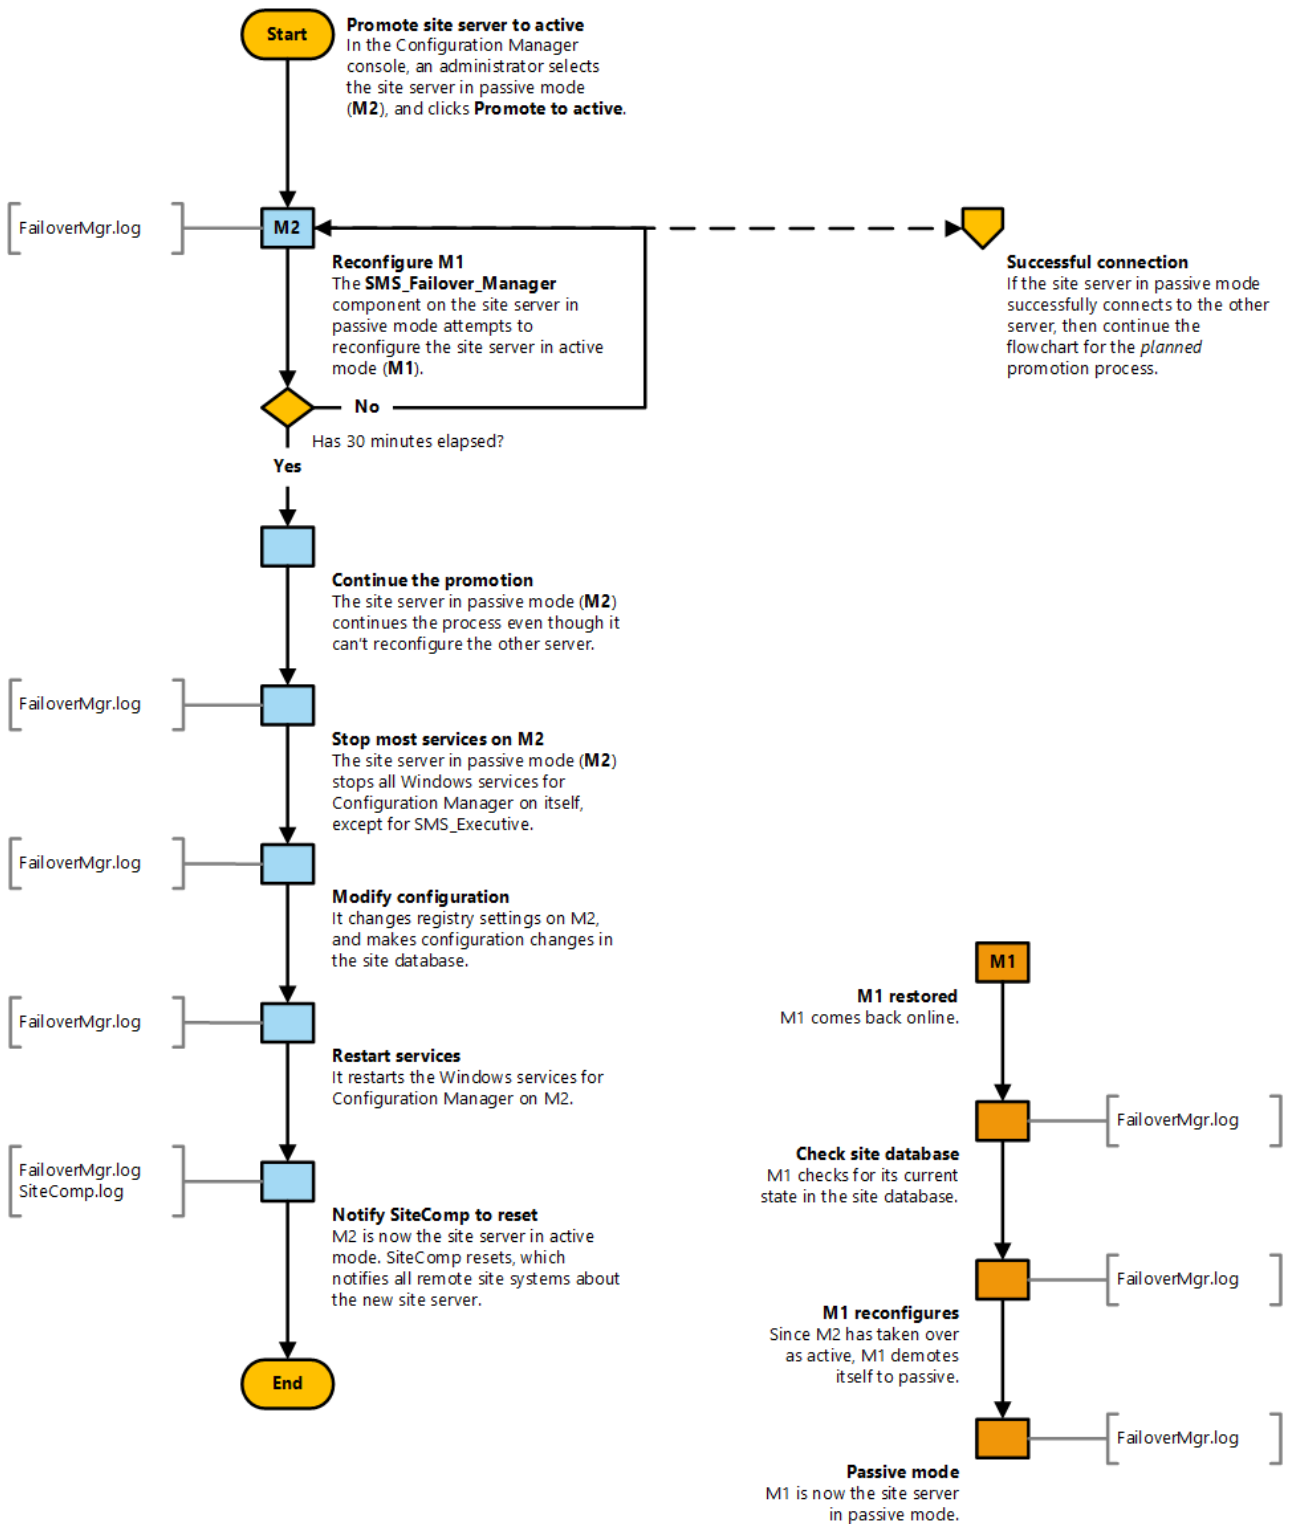 Start
Promote site server to active
In the Configuration Manager
console, an administrator selects
the site server in passive mode
(M2), and clicks Promote to active.
FailoverMgr.log
M2
Reconfigure M1
The SMS_Failover_Manager
component on the site server in
passive mode attempts to
reconfigure the site server in active
mode (M1).
Successful connection
If the site server in passive mode
successfully connects to the other
server, then continue the
flowchart for the planned
promotion process.
No
Has 30 minutes elapsed?
Yes
Continue the promotion
The site server in passive mode (M2)
continues the process even though it
can't reconfigure the other server.
FailoverMgr.log
Stop most services on M2
The site server in passive mode (M2)
stops all Windows services for
Configuration Manager on itself,
except for SMS_Executive.
FailoverMgr.log
Modify configuration
It changes registry settings on M2,
and makes configuration changes in
the site database.
FailoverMgr.log
Restart services
It restarts the Windows services for
Configuration Manager on M2.
FailoverMgr.log
SiteComp.log
Notify SiteComp to reset
M2 is now the site server in active
mode. SiteComp resets, which
notifies all remote site systems about
the new site server.
End
M1
M1 restored
M1 comes back online.
FailoverMgr.log
Check site database
M1 checks for its current
state in the site database.
FailoverMgr.log
M1 reconfigures
Since M2 has taken over
as active, M1 demotes
itself to passive.
FailoverMgr.log
Passive mode
M1 is now the site server
in passive mode.